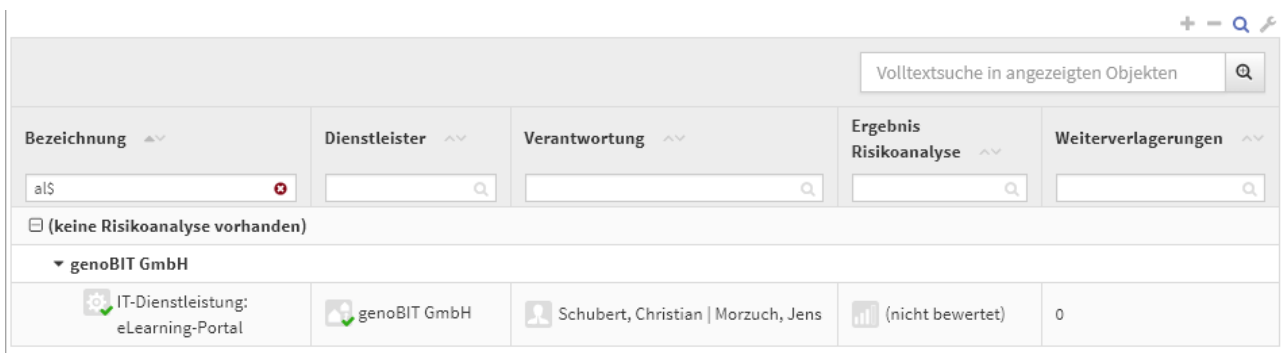 Volltextsuche in angezeigten Objekten
Bezeichnung Dienstleister Verantwortung Ergebnis Risikoanalyse Weiterverlagerungen
al$
(keine Risikoanalyse vorhanden)
genoBIT GmbH
IT-Dienstleistung:
eLearning-Portal
genoBIT GmbH
Schubert, Christian | Morzuch, Jens
(nicht bewertet)
0